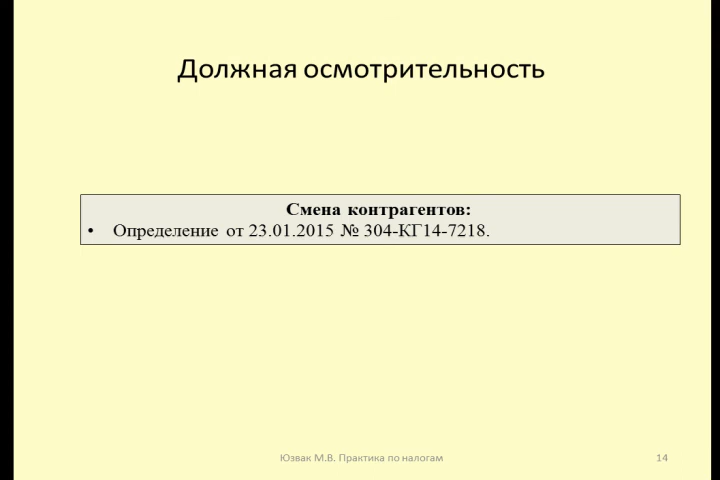 Должная осмотрительность
Смена контрагентов:
• Определение от 23.01.2015 № 304-КГ14-7218.
Юзвак М.В. Практика по налогам
14